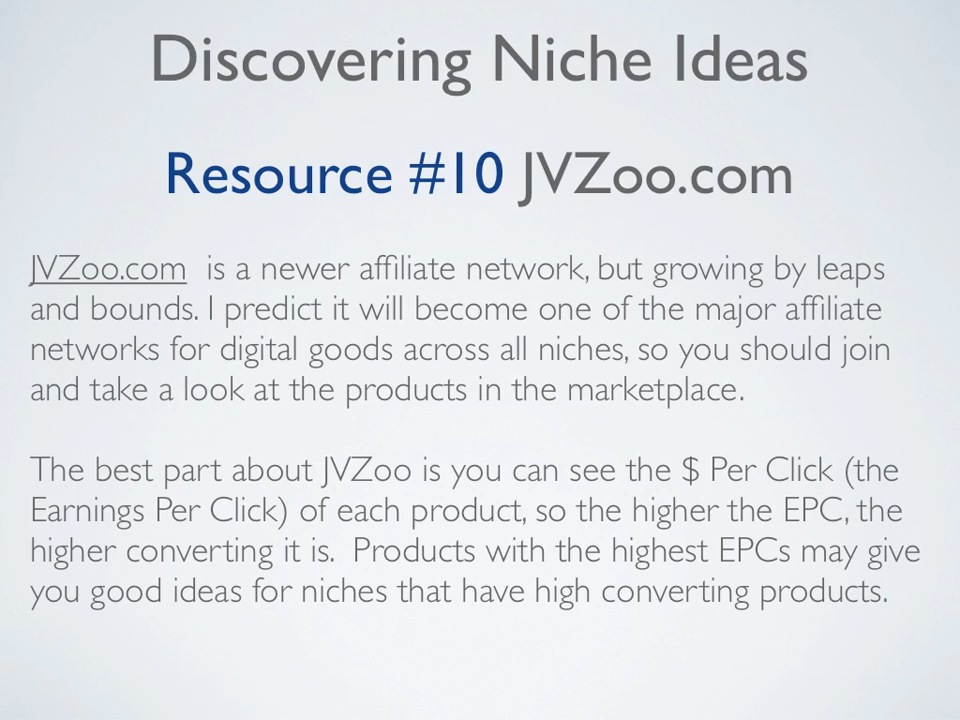 Discovering Niche Ideas
Resource #10 JVZoo.com
JVZoo.com  is a newer affiliate network, but growing by leaps
and bounds. I predict it will become one of the major affiliate
networks for digital goods across all niches, so you should join
and take a look at the products in the marketplace.
The best part about JVZoo is you can see the $ Per Click (the
Earnings Per Click) of each product, so the higher the EPC, the
higher converting it is.  Products with the highest EPCs may give
you good ideas for niches that have high converting products.